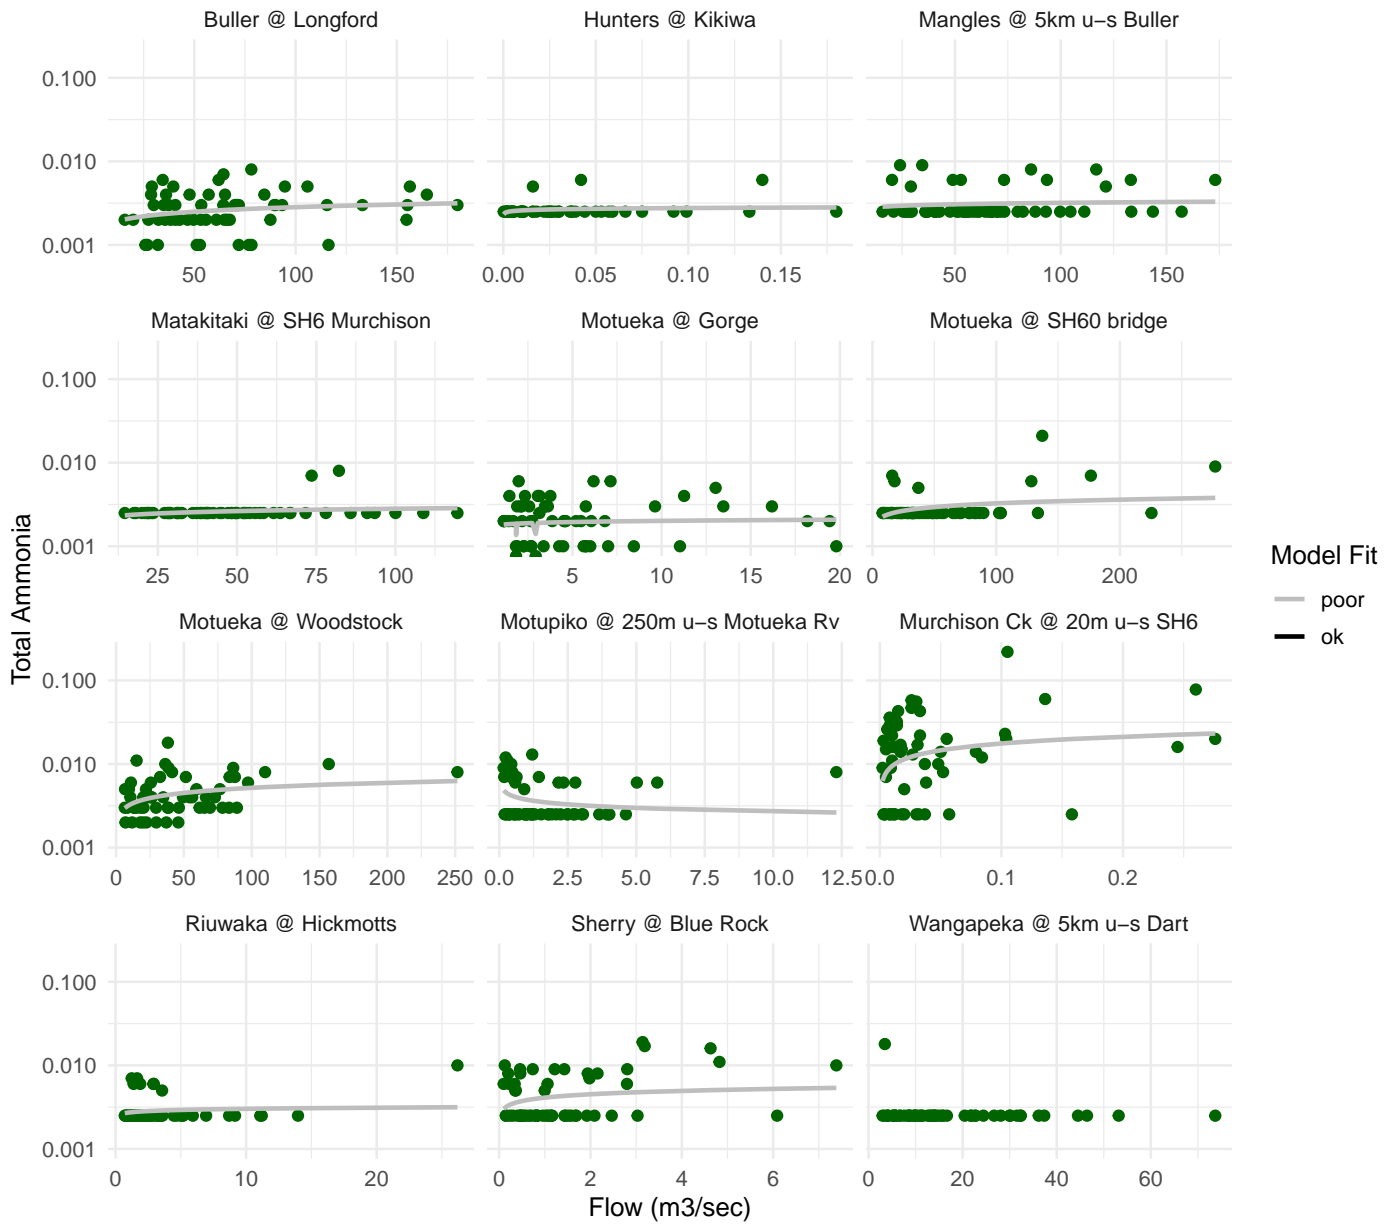 Buller @ Longford
Hunters @ Kikiwa
Mangles @ 5km u−s Buller
0.100
0.010
0.001
50 100 150
0.00 0.05 0.10 0.15
50 100 150
Matakitaki @ SH6 Murchison
Motueka @ Gorge
Motueka @ SH60 bridge
0.100
0.010
0.001
25 50 75 100
5 10 15 20
0 100 200
Motueka @ Woodstock
Motupiko @ 250m u−s Motueka Rv
Murchison Ck @ 20m u−s SH6
0.100
0.010
0.001
0 50 100 150 200 250
0.0 2.5 5.0 7.5 10.0 12.5
0.0 0.1 0.2
Riuwaka @ Hickmotts
Sherry @ Blue Rock
Wangapeka @ 5km u−s Dart
0.100
0.010
0.001
0 10 20
0 2 4 6
0 20 40 60
Flow (m3/sec)
Total Ammonia
Model Fit
poor
ok